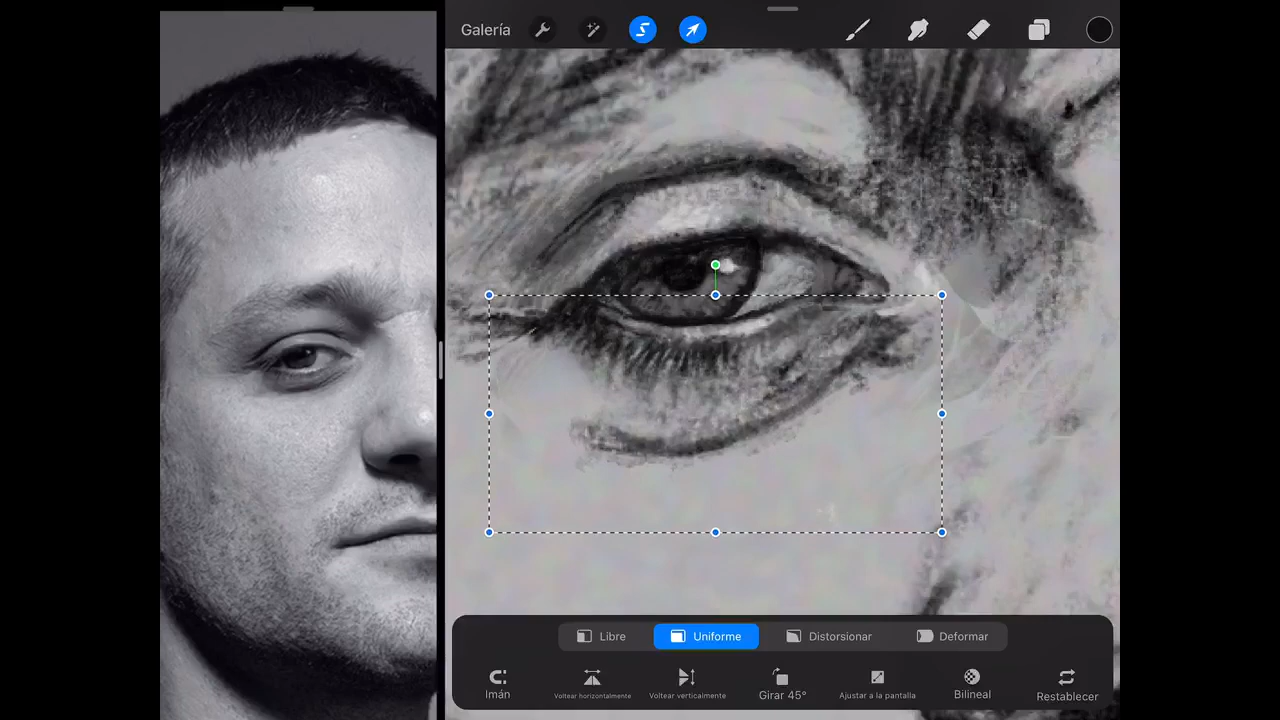 Galería
Libre Uniforme Distorsionar Deformar
Imán Voltear horizontalmente Voltear verticalmente Girar 45° Ajustar a la pantalla Bilineal Restablecer